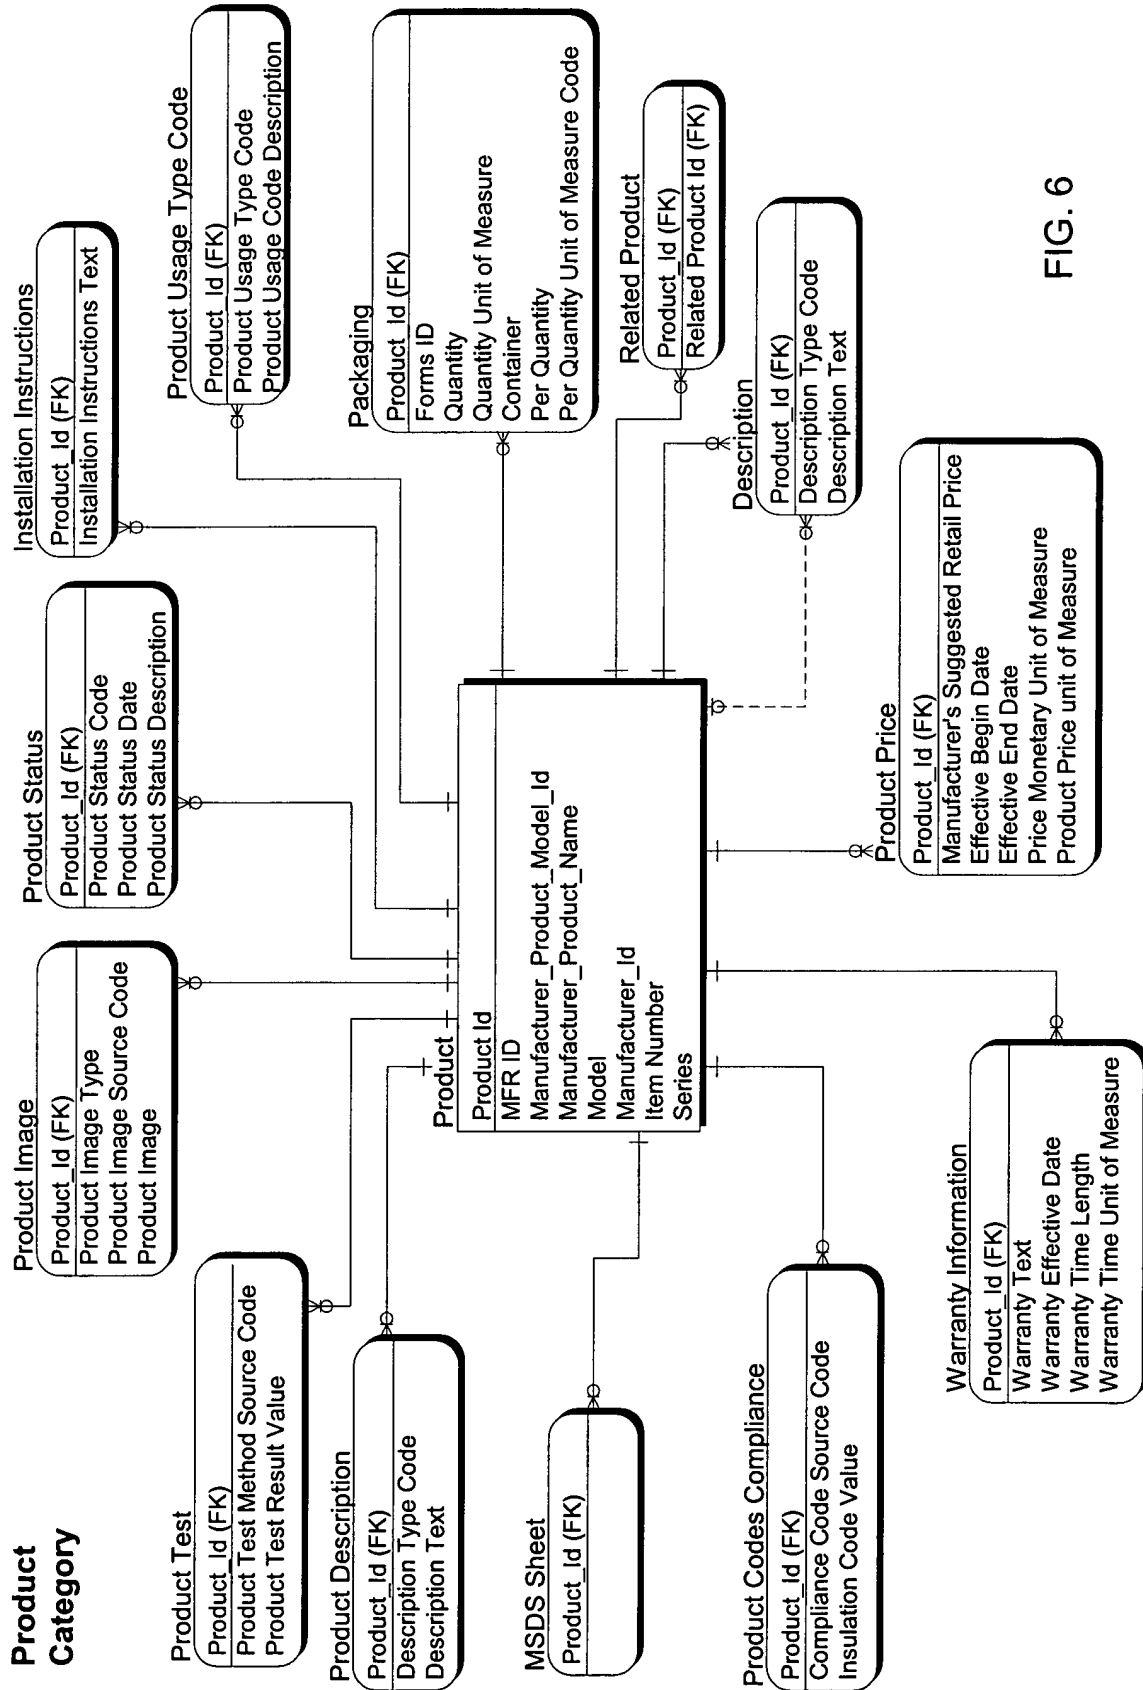 Product
Category
Product Test
Product_Id (FK)
Product Test Method Source Code
Product Test Result Value
Product Image
Product_Id (FK)
Product Image Type
Product Image Source Code
Product Image
Product Status
Product_Id (FK)
Product Status Code
Product Status Date
Product Status Description
Installation Instructions
Product_Id (FK)
Installation Instructions Text
Product Usage Type Code
Product_Id (FK)
Product Usage Type Code
Product Usage Code Description
Product Description
Product_Id (FK)
Description Type Code
Description Text
Packaging
Product_Id (FK)
Forms ID
Quantity
Quantity Unit of Measure
Container
Per Quantity
Per Quantity Unit of Measure Code
Product
Product Id
MFR ID
Manufacturer_Product_Model_Id
Manufacturer_Product_Name
Model
Manufacturer_Id
Item Number
Series
MSDS Sheet
Product_Id (FK)
Related Product
Product_Id (FK)
Related Product Id (FK)
Description
Product_Id (FK)
Description Type Code
Description Text
Product Codes Compliance
Product_Id (FK)
Compliance Code Source Code
Insulation Code Value
Product Price
Product_Id (FK)
Manufacturer's Suggested Retail Price
Effective Begin Date
Effective End Date
Price Monetary Unit of Measure
Product Price unit of Measure
Warranty Information
Product_Id (FK)
Warranty Text
Warranty Effective Date
Warranty Time Length
Warranty Time Unit of Measure
FIG. 6